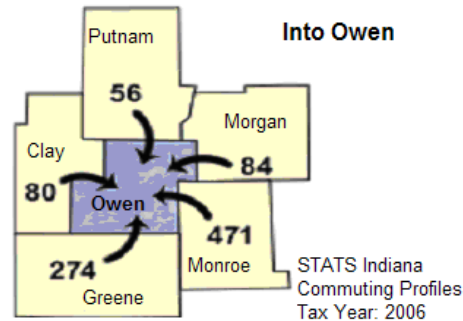 Into Owen
Putnam
56
Morgan
84
Clay
80
Owen
471
Monroe
274
Greene
STATS Indiana
Commuting Profiles
Tax Year: 2006